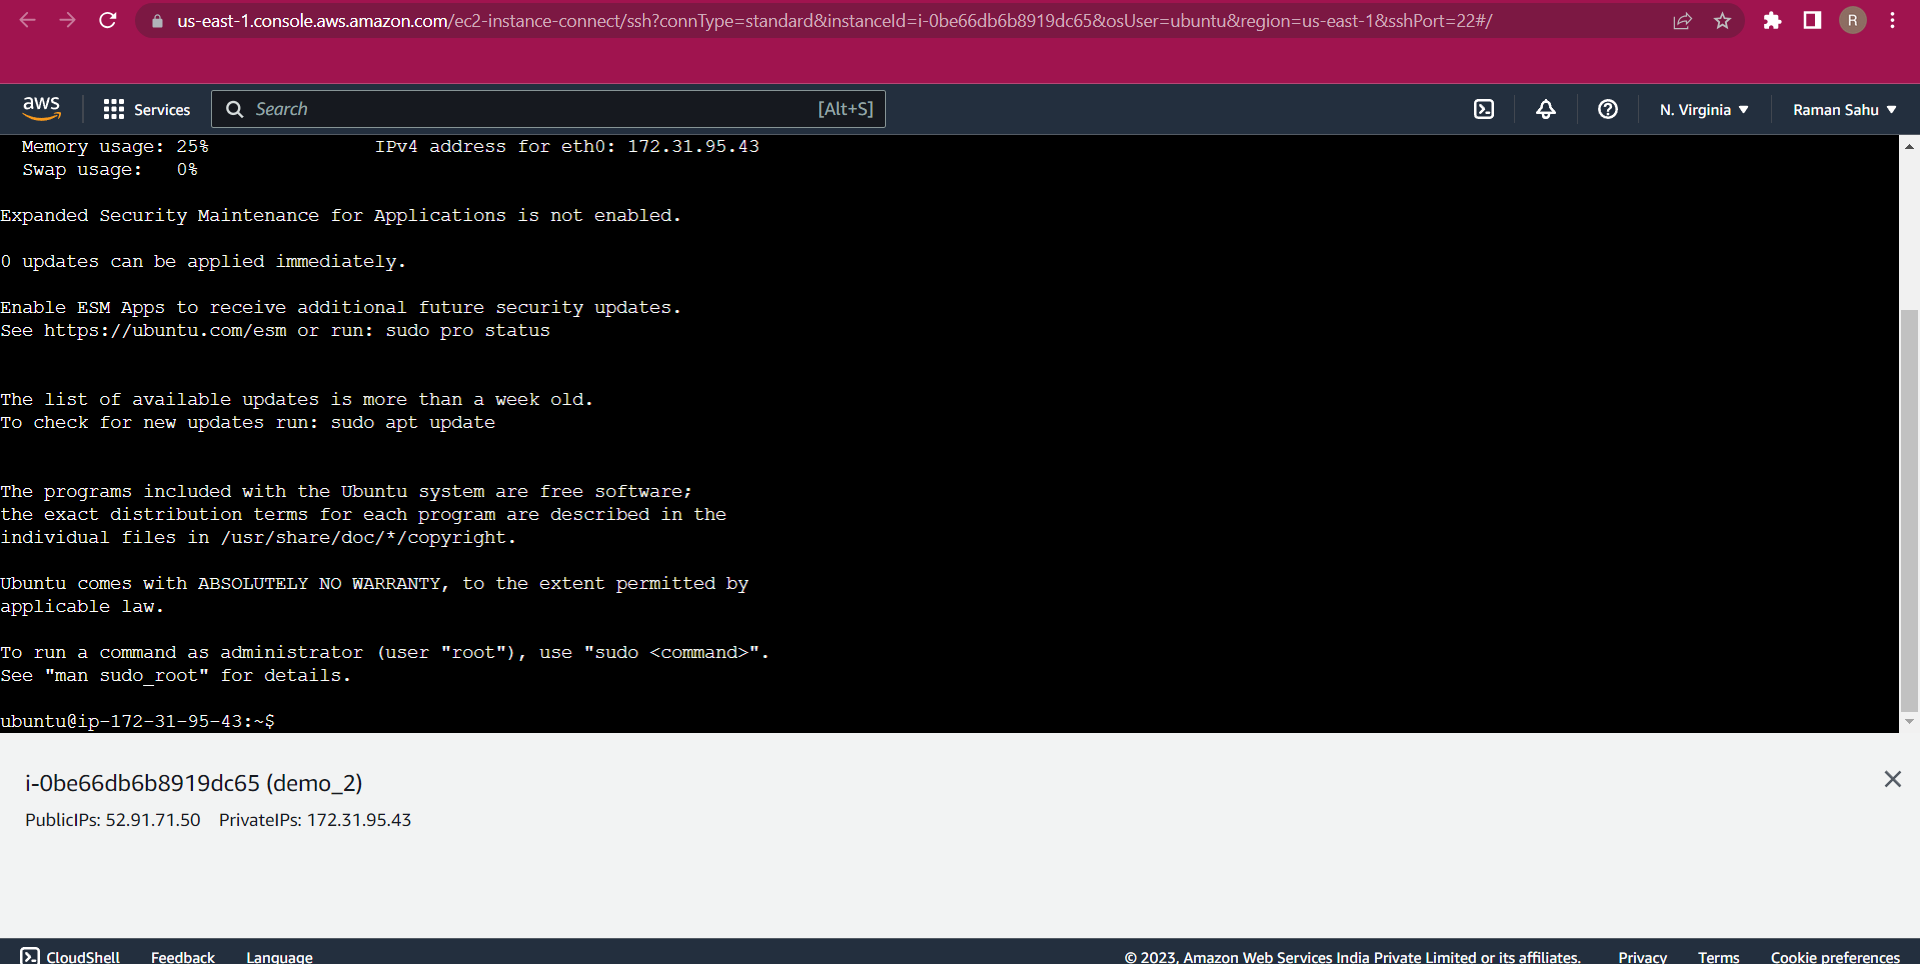 us-east-1.console.aws.amazon.com/ec2-instance-connect/ssh?connType=standard&instanceId=i-0be66db6b8919dc65&osUser=ubuntu&region=us-east-1&sshPort=22#/
R
aws
Services
Search
[Alt+S]
N. Virginia
Raman Sahu
Memory usage: 25% IPv4 address for eth0: 172.31.95.43
Swap usage: 0%
Expanded Security Maintenance for Applications is not enabled.
0 updates can be applied immediately.
Enable ESM Apps to receive additional future security updates.
See https://ubuntu.com/esm or run: sudo pro status
The list of available updates is more than a week old.
To check for new updates run: sudo apt update
The programs included with the Ubuntu system are free software;
the exact distribution terms for each program are described in the
individual files in /usr/share/doc/*/copyright.
Ubuntu comes with ABSOLUTELY NO WARRANTY, to the extent permitted by
applicable law.
To run a command as administrator (user "root"), use "sudo <command>".
See "man sudo_root" for details.
ubuntu@ip-172-31-95-43:~$
i-0be66db6b8919dc65 (demo_2)
PublicIPs: 52.91.71.50 PrivateIPs: 172.31.95.43
CloudShell Feedback Language
© 2023, Amazon Web Services India Private Limited or its affiliates. Privacy Terms Cookie preferences